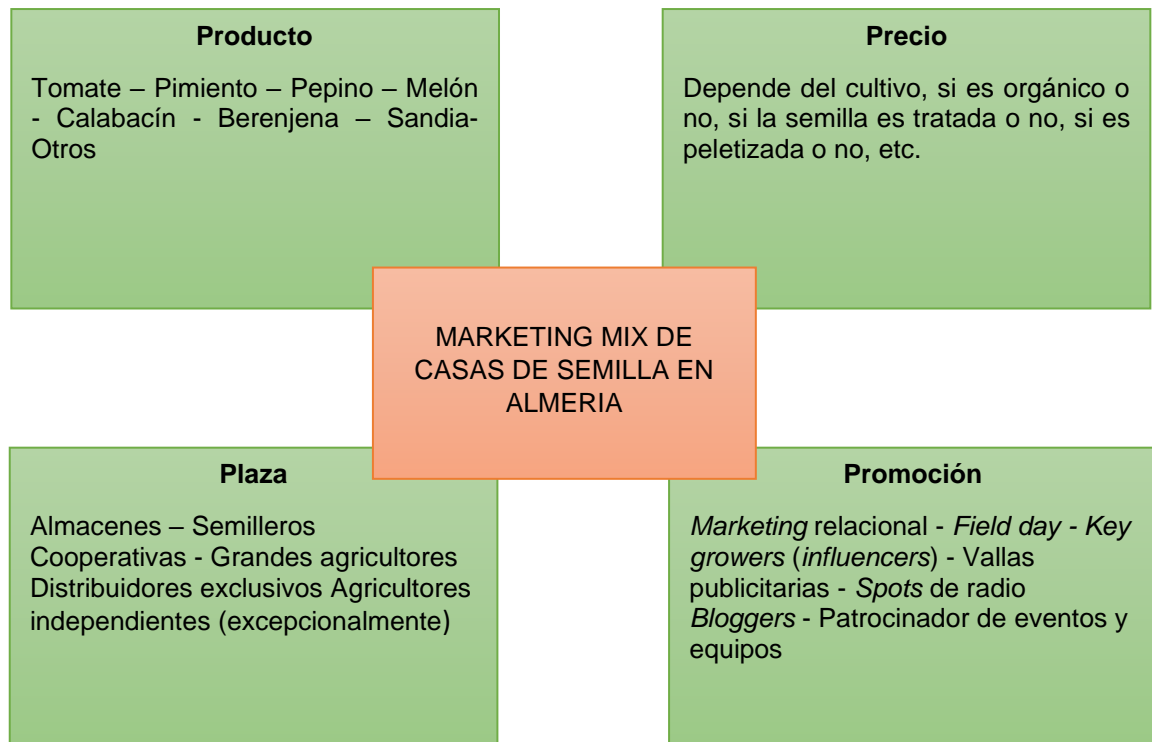 Producto
Tomate – Pimiento – Pepino – Melón
- Calabacín - Berenjena – Sandia-
Otros
Precio
Depende del cultivo, si es orgánico o
no, si la semilla es tratada o no, si es
peletizada o no, etc.
MARKETING MIX DE
CASAS DE SEMILLA EN
ALMERIA
Plaza
Almacenes – Semilleros
Cooperativas - Grandes agricultores
Distribuidores exclusivos Agricultores
independientes (excepcionalmente)
Promoción
Marketing relacional - Field day - Key
growers (influencers) - Vallas
publicitarias - Spots de radio
Bloggers - Patrocinador de eventos y
equipos